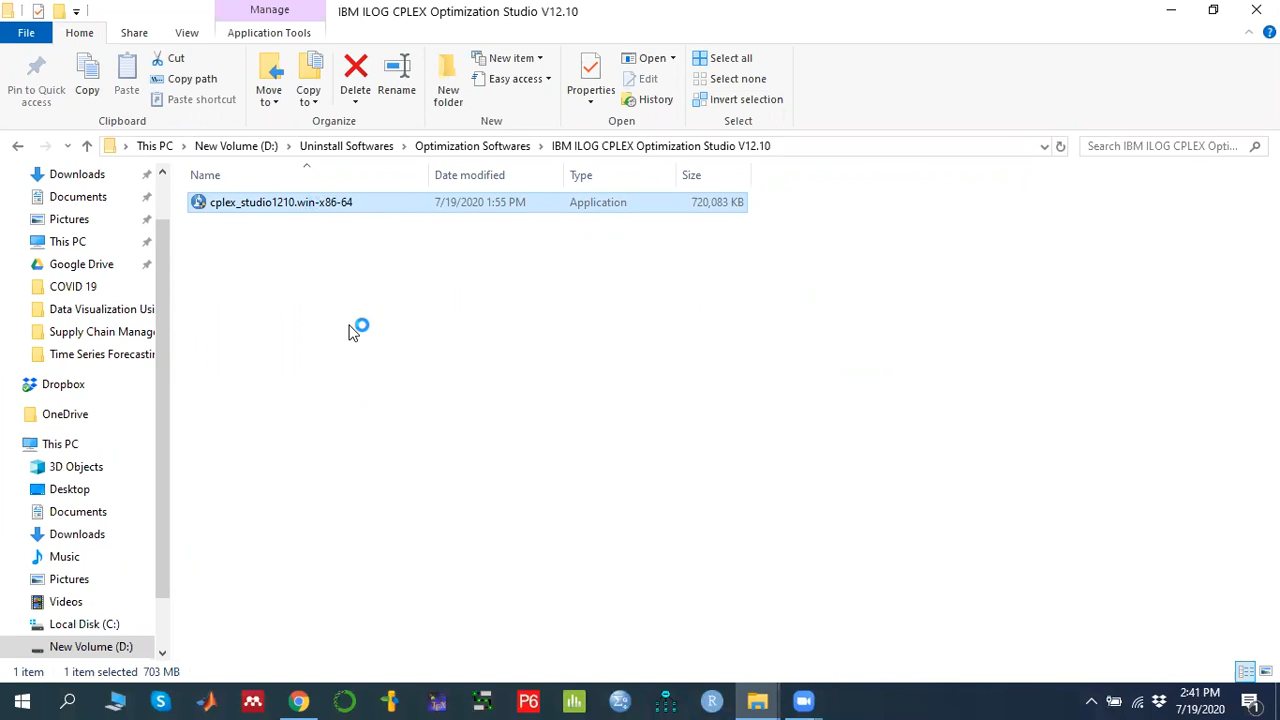 Manage
IBM ILOG CPLEX Optimization Studio V12.10
File
Home
Share
View
Application Tools
Pin to Quick access
Copy
Paste
Cut
Copy path
Paste shortcut
Clipboard
Move to
Copy to
Delete
Rename
Organize
New folder
New item
Easy access
New
Properties
Open
Edit
History
Open
Select all
Select none
Invert selection
Select
This PC
New Volume (D:)
Uninstall Softwares
Optimization Softwares
IBM ILOG CPLEX Optimization Studio V12.10
Search IBM ILOG CPLEX Opti...
Name
Date modified
Type
Size
cplex_studio1210.win-x86-64
7/19/2020 1:55 PM
Application
720,083 KB
Downloads
Documents
Pictures
This PC
Google Drive
COVID 19
Data Visualization Usi
Supply Chain Manage
Time Series Forecasti
Dropbox
OneDrive
This PC
3D Objects
Desktop
Documents
Downloads
Music
Pictures
Videos
Local Disk (C:)
New Volume (D:)
1 item
1 item selected 703 MB
P6
2:41 PM
7/19/2020
1